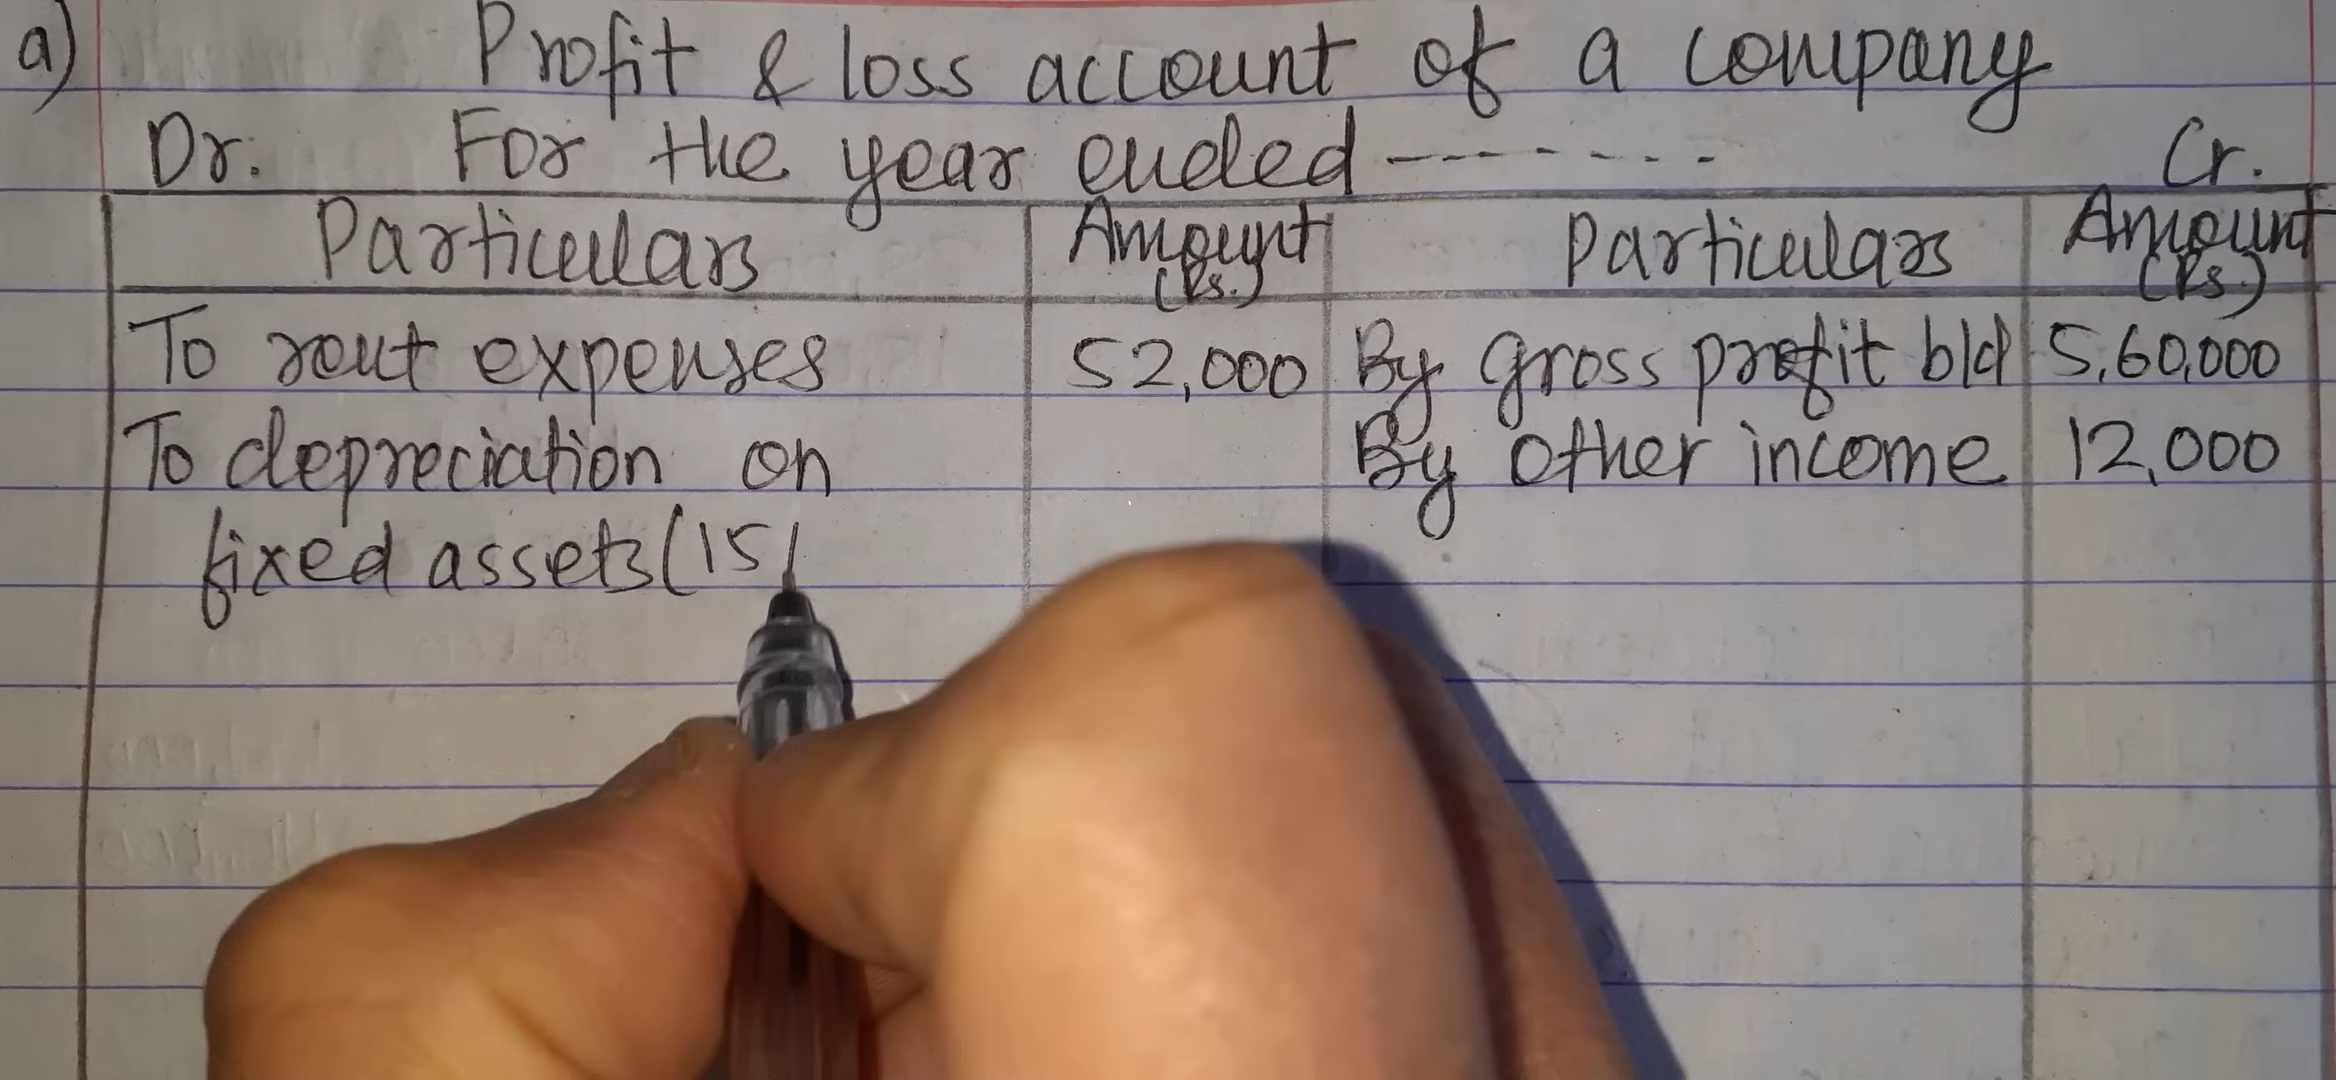 a) Profit & loss account of a company
Dr. For the year ended -------- Cr.
Particulars Amount (Rs.) Particulars Amount (Rs.)
To rent expenses 52,000 By gross profit b/d 5,60,000
To depreciation on By other income 12,000
fixed assets (15/